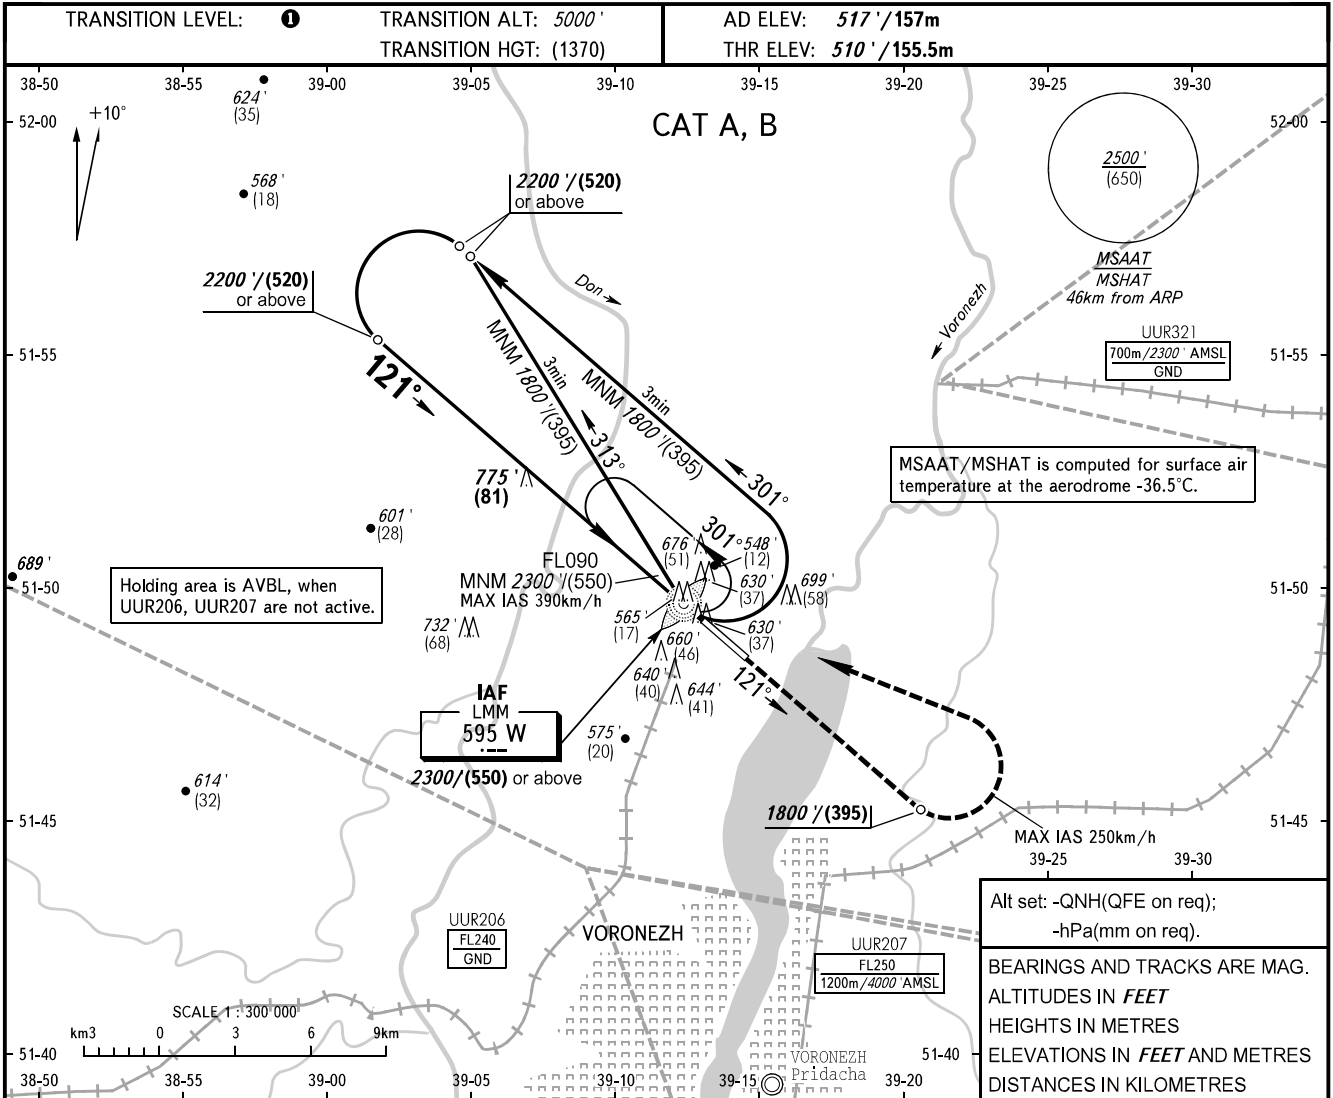 TRANSITION LEVEL: ❶ TRANSITION ALT: 5000 '
TRANSITION HGT: (1370)
AD ELEV: 517 '/157m
THR ELEV: 510 '/155.5m
38-50 38-55 39-00 39-05 39-10 39-15 39-20 39-25 39-30
624 '
(35)
+10°
52-00
52-00
CAT A, B
2500 '
(650)
568 '
(18)
2200 '/(520)
or above
MSAAT
MSHAT
46km from ARP
2200 '/(520)
or above
Don
Voronezh
UUR321
700m/2300 ' AMSL
GND
51-55
51-55
121°
MNM 1800 '/(395)
3min
MNM 1800 '/(395)
3min
313°
301°
MSAAT/MSHAT is computed for surface air
temperature at the aerodrome -36.5°C.
775 '
(81)
601 '
(28)
301°
676 '
(51)
548 '
(12)
689 '
51-50
51-50
Holding area is AVBL, when
UUR206, UUR207 are not active.
FL090
MNM 2300 '/(550)
MAX IAS 390km/h
630 '
(37)
699 '
(58)
565 '
(17)
732 '
(68)
630 '
(37)
660 '
(46)
640 '
(40)
644 '
(41)
121°
IAF
LMM
595 W
·−−
2300/(550) or above
575 '
(20)
614 '
(32)
1800 '/(395)
51-45
51-45
MAX IAS 250km/h
39-25 39-30
UUR206
FL240
GND
VORONEZH
UUR207
FL250
1200m/4000 'AMSL
Alt set: -QNH(QFE on req);
-hPa(mm on req).
BEARINGS AND TRACKS ARE MAG.
ALTITUDES IN FEET
HEIGHTS IN METRES
ELEVATIONS IN FEET AND METRES
DISTANCES IN KILOMETRES
SCALE 1 : 300 000
km3 0 3 6 9km
51-40
51-40
VORONEZH
Pridacha
38-50 38-55 39-00 39-05 39-10 39-15 39-20